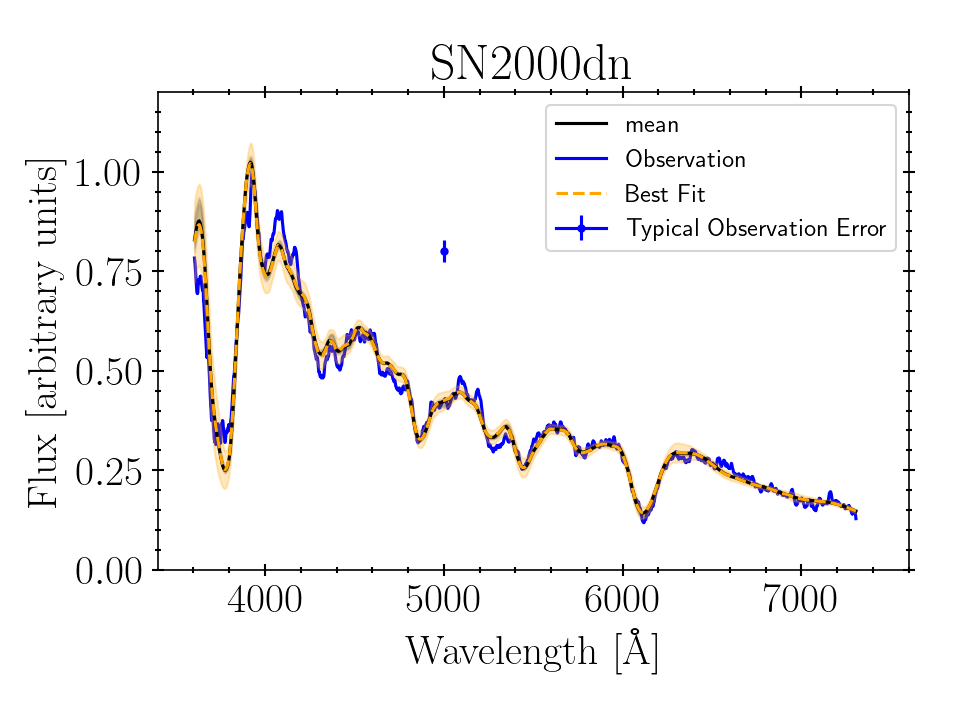 SN2000dn
mean
Observation
Best Fit
Typical Observation Error
Flux [arbitrary units]
1.00
0.75
0.50
0.25
0.00
4000 5000 6000 7000
Wavelength [Å]